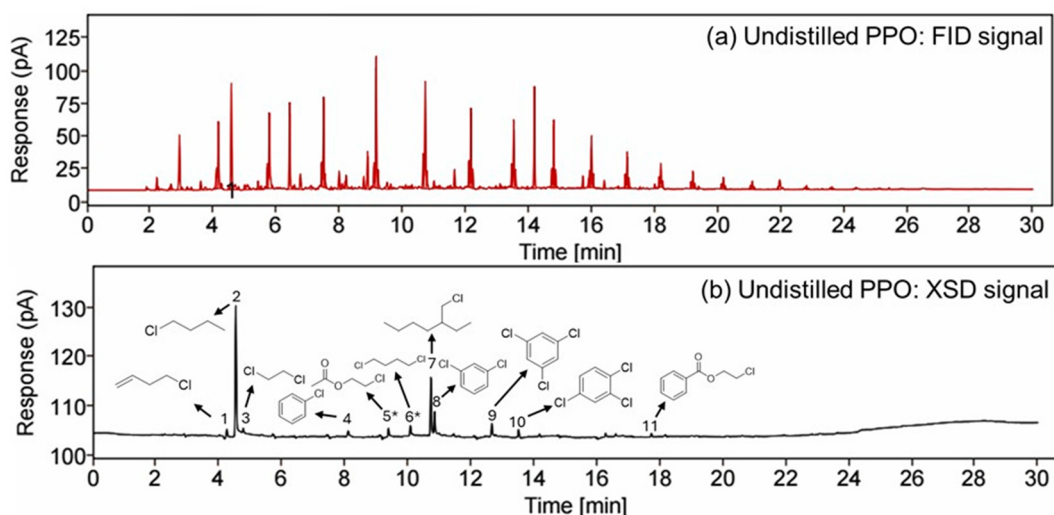 (a) Undistilled PPO: FID signal
Response (pA)
125
100
75
50
25
0
0 2 4 6 8 10 12 14 16 18 20 22 24 26 28 30
Time [min]
(b) Undistilled PPO: XSD signal
Response (pA)
130
120
110
100
Cl
Cl
Cl
Cl
Cl
O
O
Cl
Cl
Cl
Cl
Cl
Cl
Cl
Cl
Cl
Cl
Cl
Cl
O
O
Cl
1 2 3 4 5* 6* 7 8 9 10 11
0 2 4 6 8 10 12 14 16 18 20 22 24 26 28 30
Time [min]